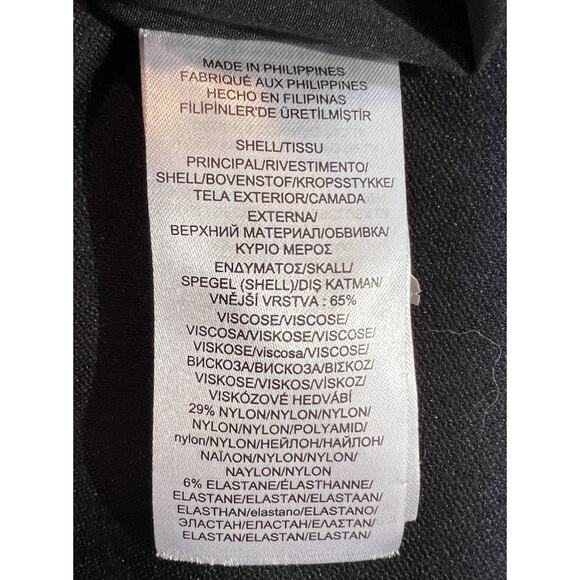 MADE IN PHILIPPINES
FABRIQUÉ AUX PHILIPPINES
HECHO EN FILIPINAS
FİLİPİNLER'DE ÜRETİLMİŞTİR
SHELL/TISSU
PRINCIPAL/RIVESTIMENTO/
SHELL/BOVENSTOF/KROPSSTYKKE/
TELA EXTERIOR/CAMADA
EXTERNA/
ВЕРХНИЙ МАТЕРИАЛ/ОБВИВКА/
ΚΥΡΙΟ ΜΕΡΟΣ
ΕΝΔΥΜΑΤΟΣ/SKALL/
SPEGEL (SHELL)/DIŞ KATMAN/
VNĚJŠÍ VRSTVA : 65%
VISCOSE/VISCOSE/
VISCOSA/VISCOSE/VISCOSE/
VISKOSE/viscosa/VISCOSE/
ВИСКОЗА/ВИСКОЗА/ΒΙΣΚΟΖ/
VISKOSE/VISKOS/VİSKOZ/
VISKÓZOVÉ HEDVÁBÍ
29% NYLON/NYLON/NYLON/
NYLON/NYLON/POLYAMID/
nylon/NYLON/НЕЙЛОН/НАЙЛОН/
ΝΑΪΛΟΝ/NYLON/NYLON/
NAYLON/NYLON
6% ELASTANE/ÉLASTHANNE/
ELASTANE/ELASTAN/ELASTAAN/
ELASTHAN/elastano/ELASTANO/
ЭЛАСТАН/ЕЛАСТАН/ΕΛΑΣΤΑΝ/
ELASTAN/ELASTAN/ELASTAN/